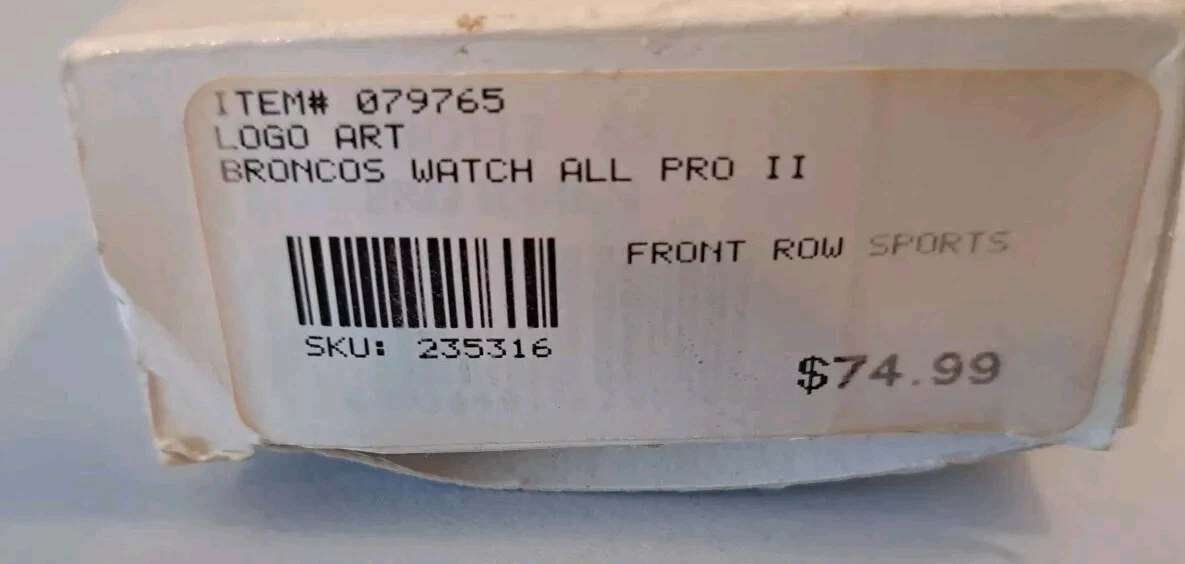 ITEM# 079765
LOGO ART
BRONCOS WATCH ALL PRO II
FRONT ROW SPORTS
SKU: 235316
$74.99